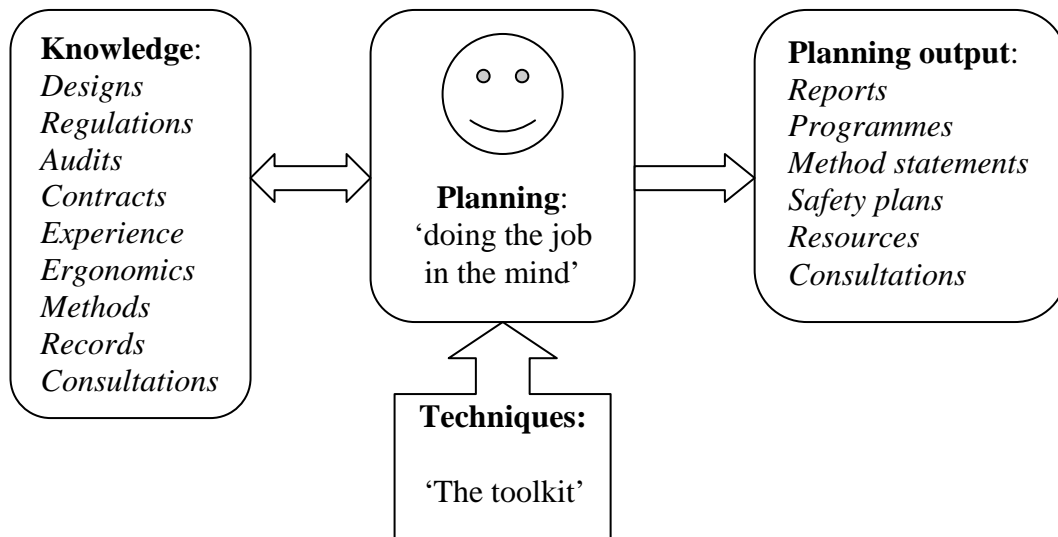 Knowledge:
Designs
Regulations
Audits
Contracts
Experience
Ergonomics
Methods
Records
Consultations
Planning:
‘doing the job
in the mind’
Techniques:
‘The toolkit’
Planning output:
Reports
Programmes
Method statements
Safety plans
Resources
Consultations